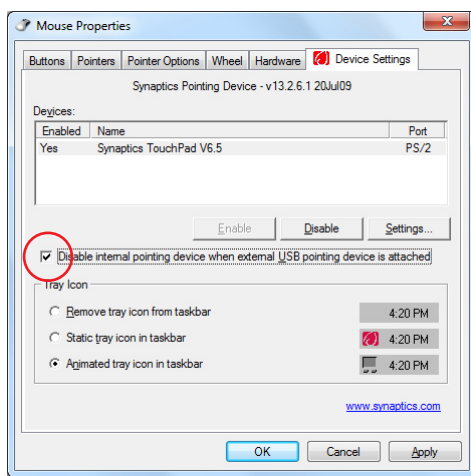 Mouse Properties
Buttons Pointers Pointer Options Wheel Hardware Device Settings
Synaptics Pointing Device - v13.2.6.1 20Jul09
Devices:
Enabled Name Port
Yes Synaptics TouchPad V6.5 PS/2
Enable Disable Settings...
Disable internal pointing device when external USB pointing device is attached
Tray Icon
Remove tray icon from taskbar 4:20 PM
Static tray icon in taskbar 4:20 PM
Animated tray icon in taskbar 4:20 PM
www.synaptics.com
OK Cancel Apply